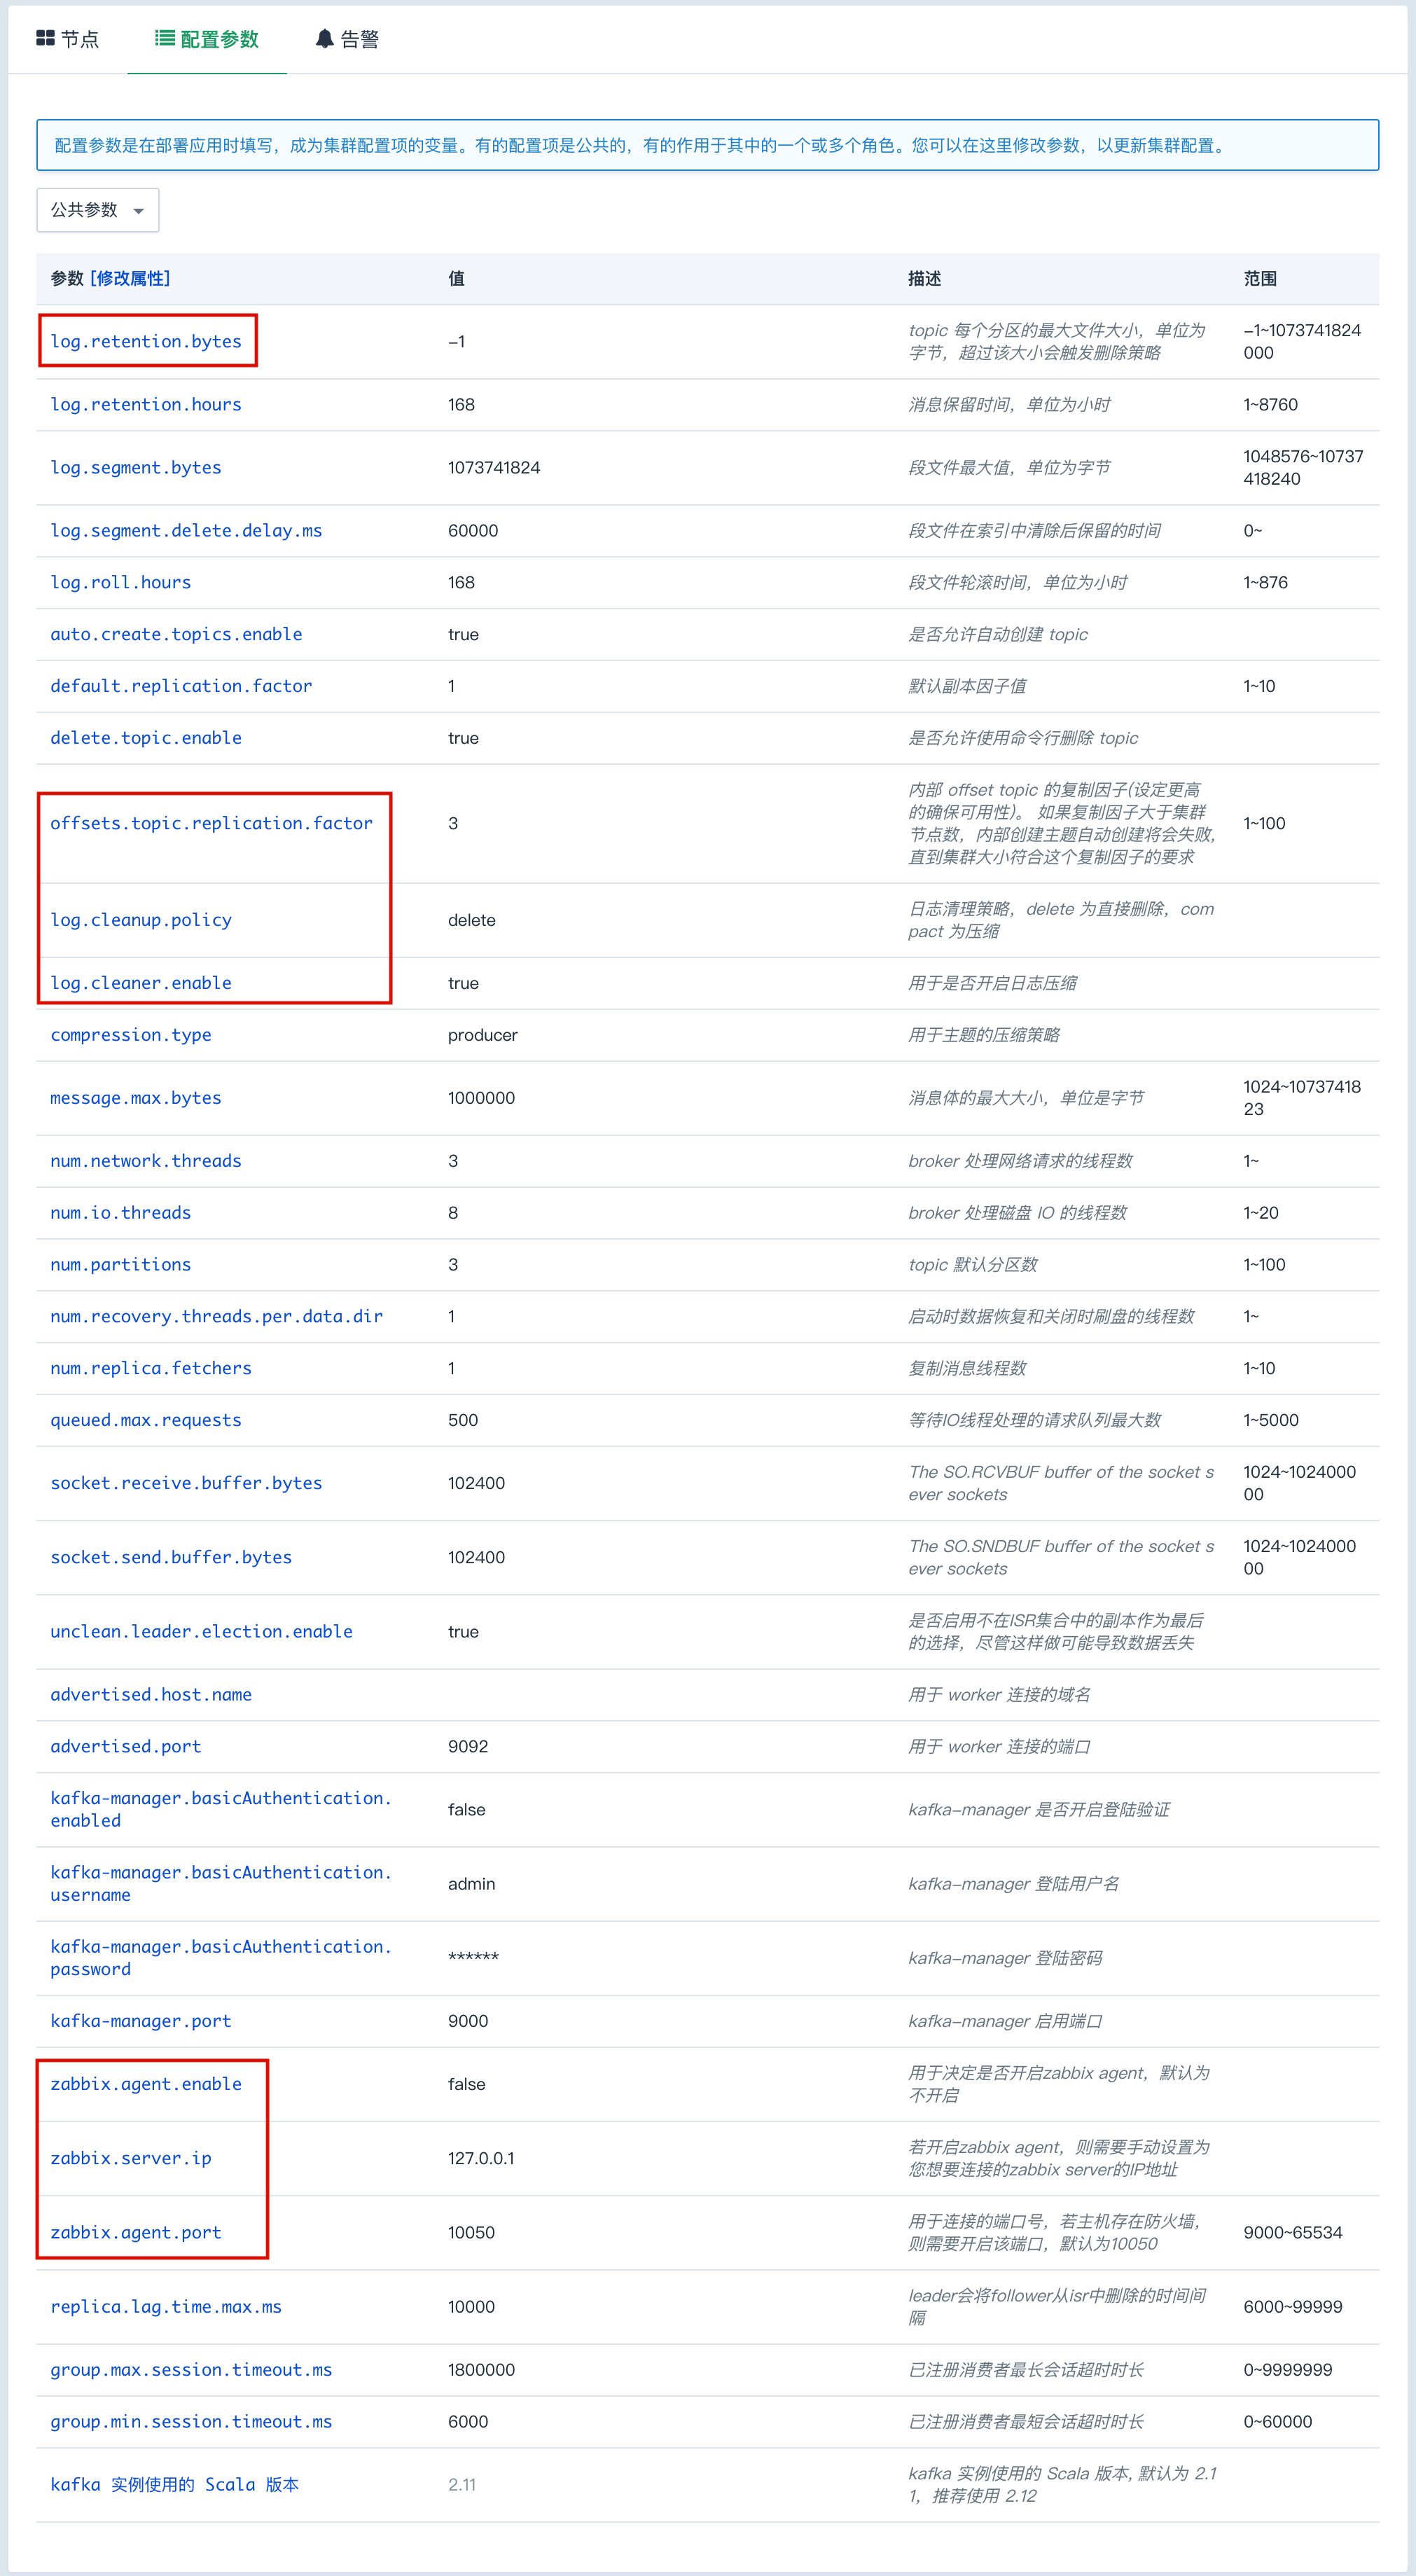 节点 配置参数 告警
配置参数是在部署应用时填写，成为集群配置项的变量。有的配置项是公共的，有的作用于其中的一个或多个角色。您可以在这里修改参数，以更新集群配置。
公共参数
参数 [修改属性] 值 描述 范围
log.retention.bytes -1 topic 每个分区的最大文件大小，单位为
字节，超过该大小会触发删除策略 -1~1073741824
000
log.retention.hours 168 消息保留时间，单位为小时 1~8760
log.segment.bytes 1073741824 段文件最大值，单位为字节 1048576~10737
418240
log.segment.delete.delay.ms 60000 段文件在索引中清除后保留的时间 0~
log.roll.hours 168 段文件轮滚时间，单位为小时 1~876
auto.create.topics.enable true 是否允许自动创建 topic
default.replication.factor 1 默认副本因子值 1~10
delete.topic.enable true 是否允许使用命令行删除 topic
offsets.topic.replication.factor 3 内部 offset topic 的复制因子(设定更高
的确保可用性)。 如果复制因子大于集群
节点数，内部创建主题自动创建将会失败,
直到集群大小符合这个复制因子的要求 1~100
log.cleanup.policy delete 日志清理策略，delete 为直接删除，com
pact 为压缩
log.cleaner.enable true 用于是否开启日志压缩
compression.type producer 用于主题的压缩策略
message.max.bytes 1000000 消息体的最大大小，单位是字节 1024~10737418
23
num.network.threads 3 broker 处理网络请求的线程数 1~
num.io.threads 8 broker 处理磁盘 IO 的线程数 1~20
num.partitions 3 topic 默认分区数 1~100
num.recovery.threads.per.data.dir 1 启动时数据恢复和关闭时刷盘的线程数 1~
num.replica.fetchers 1 复制消息线程数 1~10
queued.max.requests 500 等待IO线程处理的请求队列最大数 1~5000
socket.receive.buffer.bytes 102400 The SO.RCVBUF buffer of the socket s
ever sockets 1024~1024000
00
socket.send.buffer.bytes 102400 The SO.SNDBUF buffer of the socket s
ever sockets 1024~1024000
00
unclean.leader.election.enable true 是否启用不在ISR集合中的副本作为最后
的选择，尽管这样做可能导致数据丢失
advertised.host.name 用于 worker 连接的域名
advertised.port 9092 用于 worker 连接的端口
kafka-manager.basicAuthentication.
enabled false kafka-manager 是否开启登陆验证
kafka-manager.basicAuthentication.
username admin kafka-manager 登陆用户名
kafka-manager.basicAuthentication.
password ****** kafka-manager 登陆密码
kafka-manager.port 9000 kafka-manager 启用端口
zabbix.agent.enable false 用于决定是否开启zabbix agent，默认为
不开启
zabbix.server.ip 127.0.0.1 若开启zabbix agent，则需要手动设置为
您想要连接的zabbix server的IP地址
zabbix.agent.port 10050 用于连接的端口号，若主机存在防火墙，
则需要开启该端口，默认为10050 9000~65534
replica.lag.time.max.ms 10000 leader会将follower从isr中删除的时间间
隔 6000~99999
group.max.session.timeout.ms 1800000 已注册消费者最长会话超时时长 0~9999999
group.min.session.timeout.ms 6000 已注册消费者最短会话超时时长 0~60000
kafka 实例使用的 Scala 版本 2.11 kafka 实例使用的 Scala 版本, 默认为 2.1
1，推荐使用 2.12